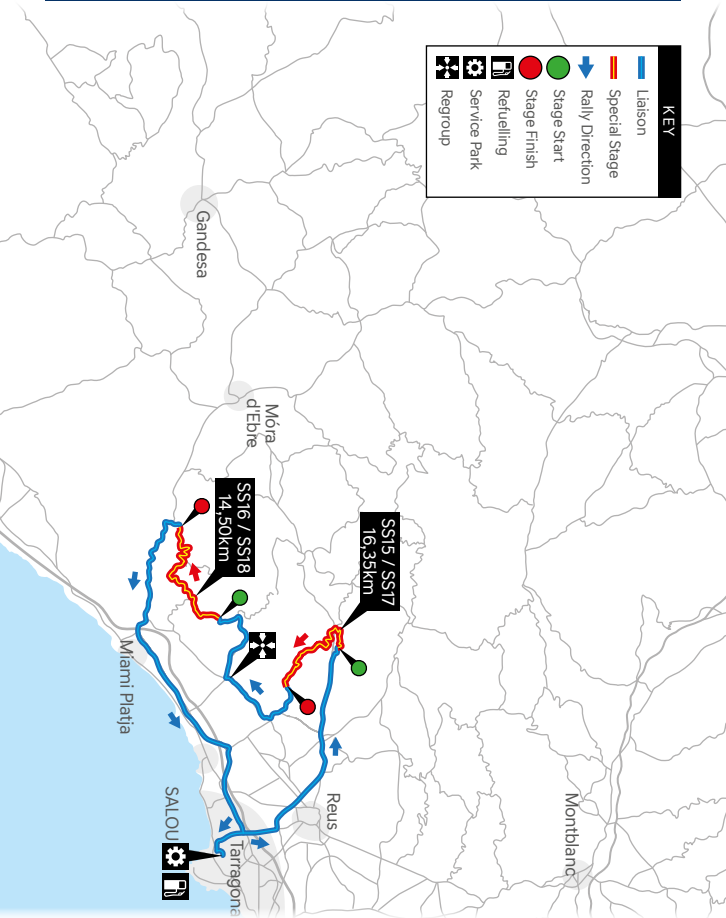 KEY
Liaison
Special Stage
Rally Direction
Stage Start
Stage Finish
Refuelling
Service Park
Regroup
Montblanc
SS15 / SS17
16,35km
Reus
Móra
d'Ebre
SS16 / SS18
14,50km
Tarragona
Gandesa
SALOU
Miami Platja